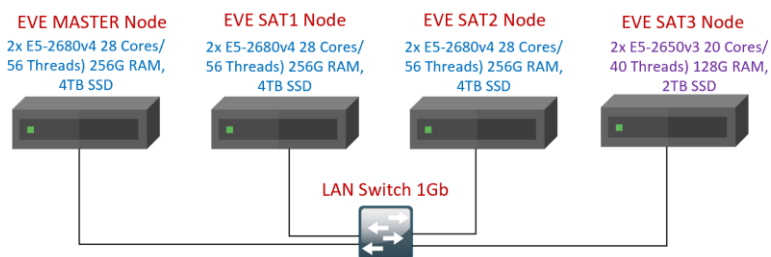 EVE MASTER Node
2x E5-2680v4 28 Cores/
56 Threads) 256G RAM,
4TB SSD
EVE SAT1 Node
2x E5-2680v4 28 Cores/
56 Threads) 256G RAM,
4TB SSD
EVE SAT2 Node
2x E5-2680v4 28 Cores/
56 Threads) 256G RAM,
4TB SSD
EVE SAT3 Node
2x E5-2650v3 20 Cores/
40 Threads) 128G RAM,
2TB SSD
LAN Switch 1Gb